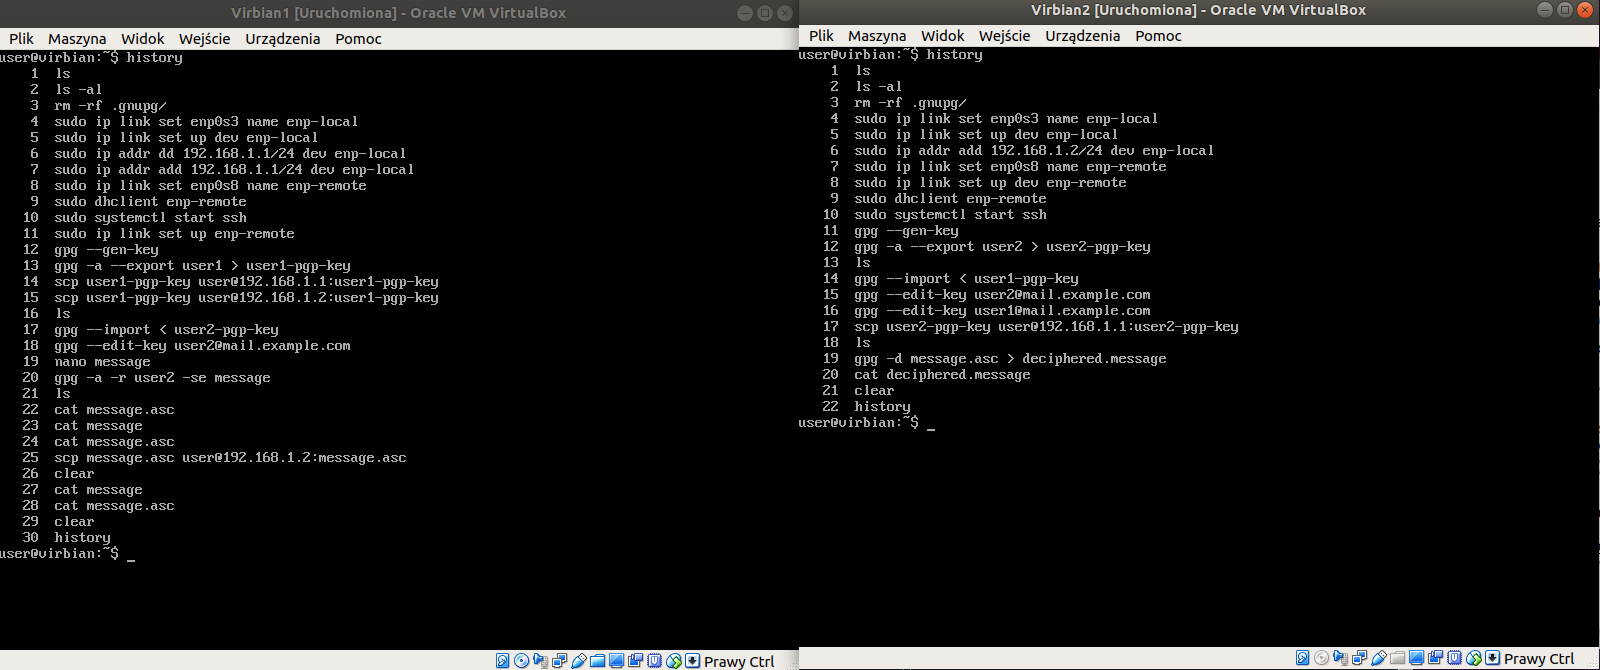 Virbian1 [Uruchomiona] - Oracle VM VirtualBox
Plik Maszyna Widok Wejście Urządzenia Pomoc
user@virbian:~$ history
1 ls
2 ls -al
3 rm -rf .gnupg/
4 sudo ip link set enp0s3 name enp-local
5 sudo ip link set up dev enp-local
6 sudo ip addr dd 192.168.1.1/24 dev enp-local
7 sudo ip addr add 192.168.1.1/24 dev enp-local
8 sudo ip link set enp0s8 name enp-remote
9 sudo dhclient enp-remote
10 sudo systemctl start ssh
11 sudo ip link set up enp-remote
12 gpg --gen-key
13 gpg -a --export user1 > user1-pgp-key
14 scp user1-pgp-key user@192.168.1.1:user1-pgp-key
15 scp user1-pgp-key user@192.168.1.2:user1-pgp-key
16 ls
17 gpg --import < user2-pgp-key
18 gpg --edit-key user2@mail.example.com
19 nano message
20 gpg -a -r user2 -se message
21 ls
22 cat message.asc
23 cat message
24 cat message.asc
25 scp message.asc user@192.168.1.2:message.asc
26 clear
27 cat message
28 cat message.asc
29 clear
30 history
user@virbian:~$ _
Prawy Ctrl
Virbian2 [Uruchomiona] - Oracle VM VirtualBox
Plik Maszyna Widok Wejście Urządzenia Pomoc
user@virbian:~$ history
1 ls
2 ls -al
3 rm -rf .gnupg/
4 sudo ip link set enp0s3 name enp-local
5 sudo ip link set up dev enp-local
6 sudo ip addr add 192.168.1.2/24 dev enp-local
7 sudo ip link set enp0s8 name enp-remote
8 sudo ip link set up dev enp-remote
9 sudo dhclient enp-remote
10 sudo systemctl start ssh
11 gpg --gen-key
12 gpg -a --export user2 > user2-pgp-key
13 ls
14 gpg --import < user1-pgp-key
15 gpg --edit-key user2@mail.example.com
16 gpg --edit-key user1@mail.example.com
17 scp user2-pgp-key user@192.168.1.1:user2-pgp-key
18 ls
19 gpg -d message.asc > deciphered.message
20 cat deciphered.message
21 clear
22 history
user@virbian:~$ _
Prawy Ctrl